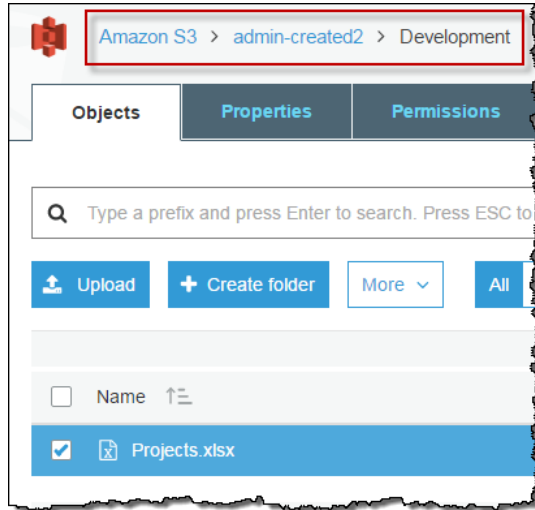 Amazon S3 > admin-created2 > Development
Objects Properties Permissions
Type a prefix and press Enter to search. Press ESC to
Upload + Create folder More All
Name
Projects.xlsx